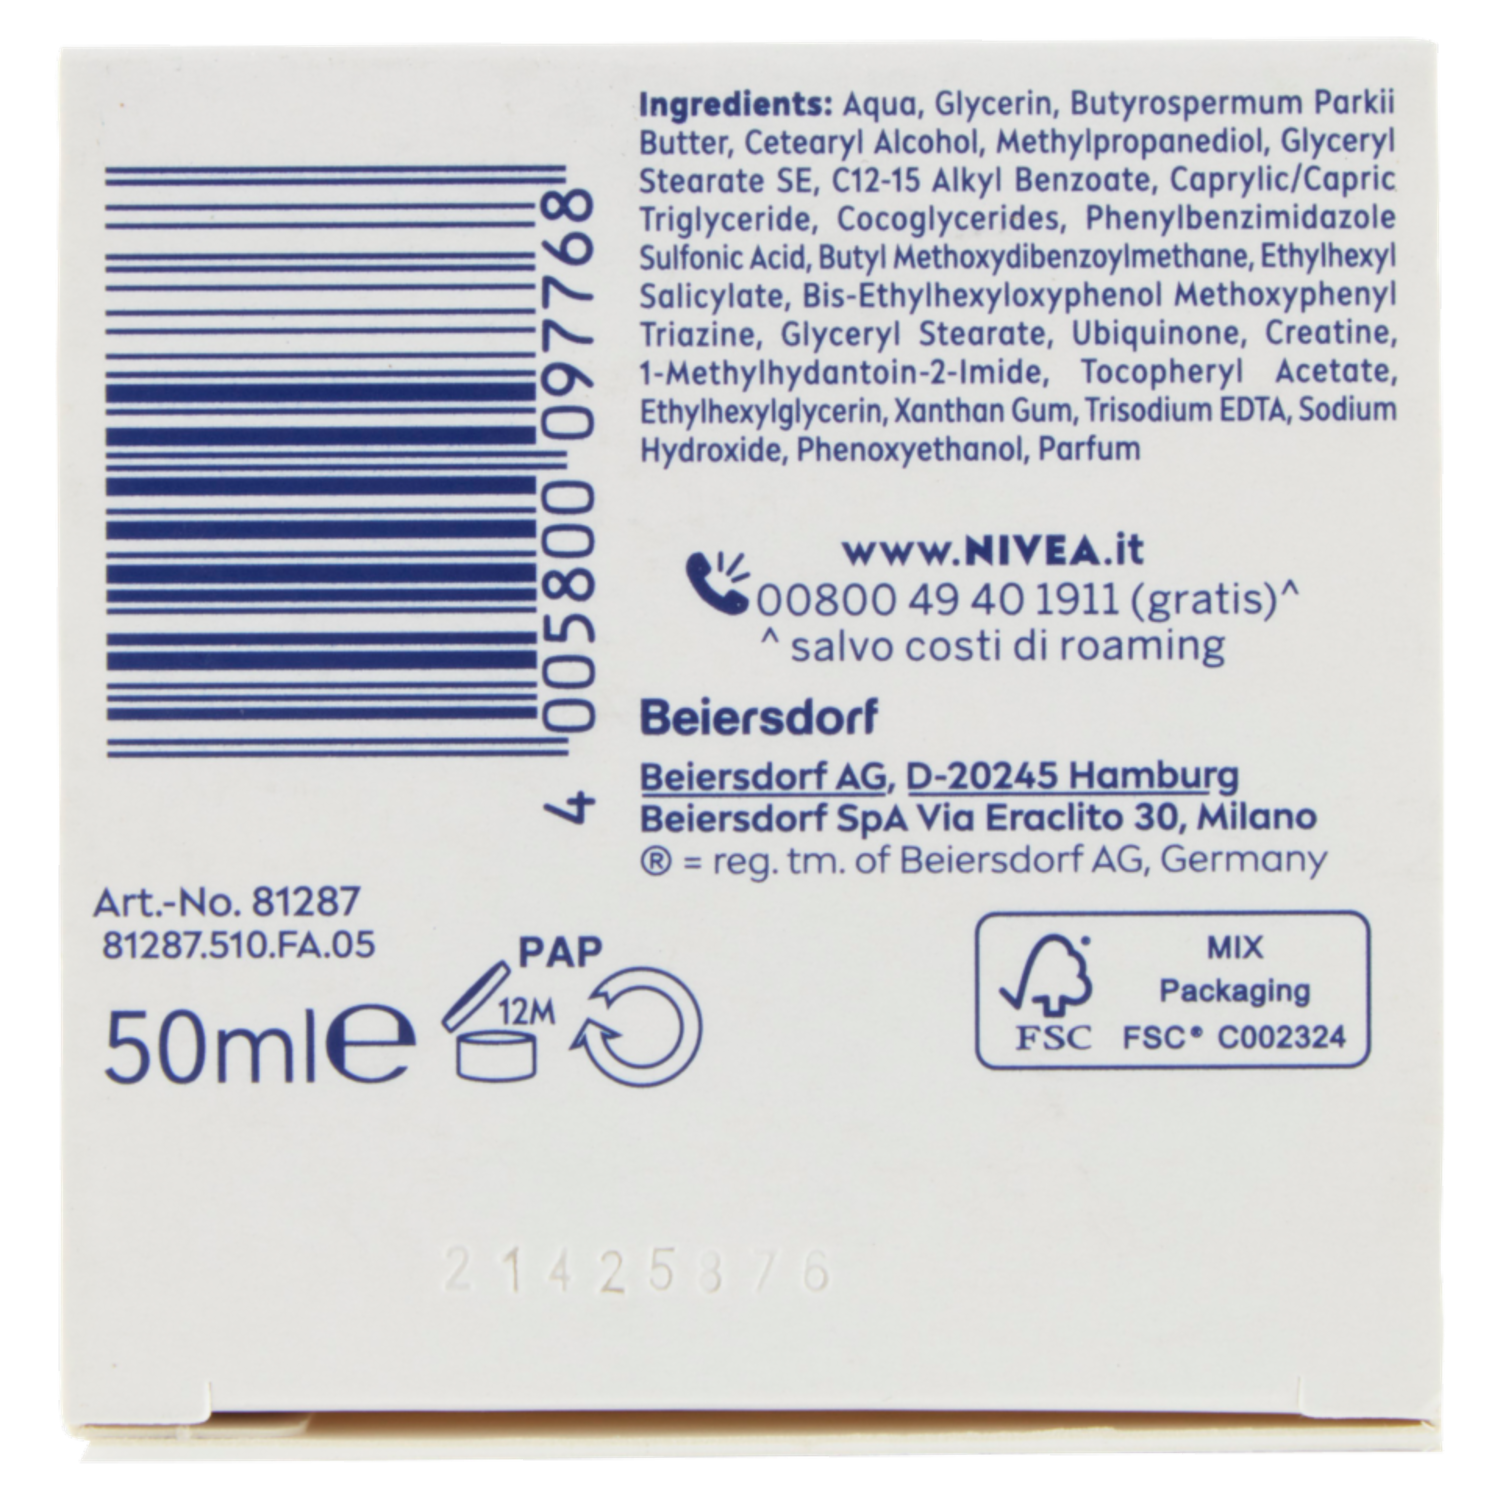 Ingredients: Aqua, Glycerin, Butyrospermum Parkii
Butter, Cetearyl Alcohol, Methylpropanediol, Glyceryl
Stearate SE, C12-15 Alkyl Benzoate, Caprylic/Capric
Triglyceride, Cocoglycerides, Phenylbenzimidazole
Sulfonic Acid, Butyl Methoxydibenzoylmethane, Ethylhexyl
Salicylate, Bis-Ethylhexyloxyphenol Methoxyphenyl
Triazine, Glyceryl Stearate, Ubiquinone, Creatine,
1-Methylhydantoin-2-Imide, Tocopheryl Acetate,
Ethylhexylglycerin, Xanthan Gum, Trisodium EDTA, Sodium
Hydroxide, Phenoxyethanol, Parfum
4 005800 097768
www.NIVEA.it
00800 49 40 1911 (gratis)^
^ salvo costi di roaming
Beiersdorf
Beiersdorf AG, D-20245 Hamburg
Beiersdorf SpA Via Eraclito 30, Milano
® = reg. tm. of Beiersdorf AG, Germany
Art.-No. 81287
81287.510.FA.05
50ml℮
PAP
12M
MIX
Packaging
FSC FSC® C002324
21425876